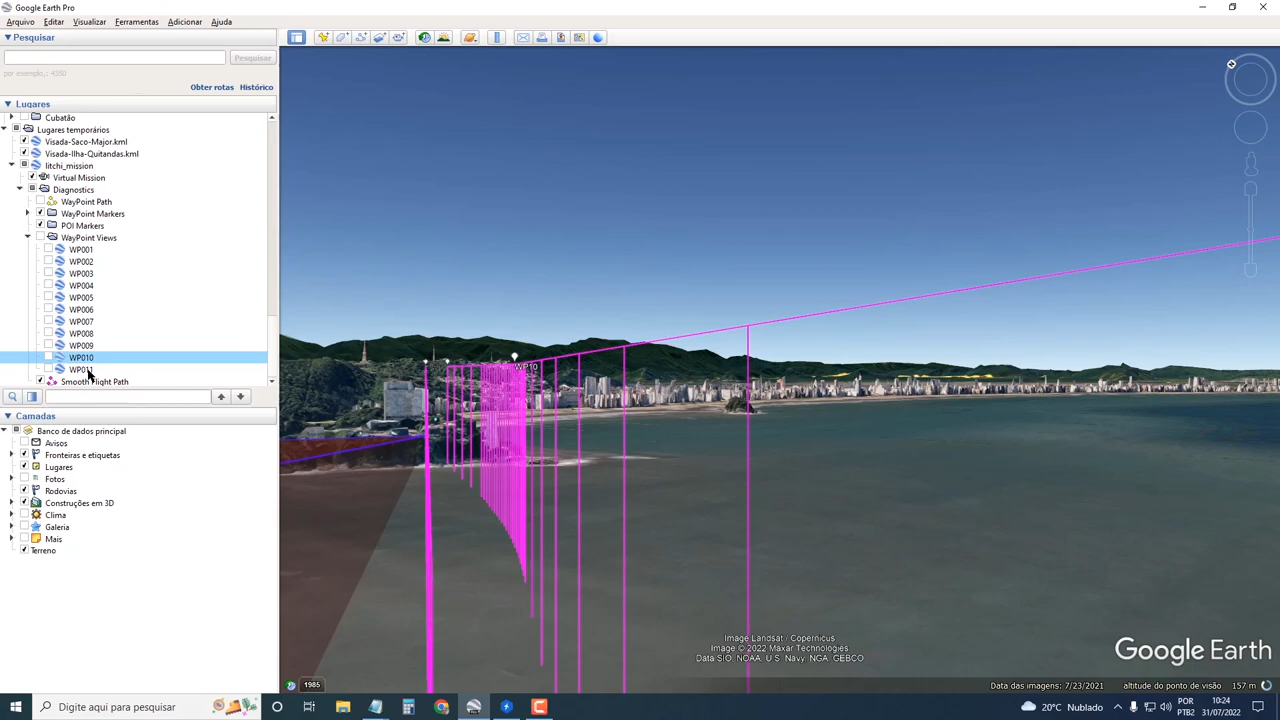 Google Earth Pro
Arquivo Editar Visualizar Ferramentas Adicionar Ajuda
Pesquisar
Pesquisar
por exemplo,: 4350
Obter rotas Histórico
Lugares
Cubatão
Lugares temporários
Visada-Saco-Major.kml
Visada-Ilha-Quitandas.kml
litchi_mission
Virtual Mission
Diagnostics
WayPoint Path
WayPoint Markers
POI Markers
WayPoint Views
WP001
WP002
WP003
WP004
WP005
WP006
WP007
WP008
WP009
WP010
WP011
Smooth Flight Path
Camadas
Banco de dados principal
Avisos
Fronteiras e etiquetas
Lugares
Fotos
Rodovias
Construções em 3D
Clima
Galeria
Mais
Terreno
WP10
Image Landsat / Copernicus
Image © 2022 Maxar Technologies
Data SIO, NOAA, U.S. Navy, NGA, GEBCO
Google Earth
1985
Data das imagens: 7/23/2021 altitude do ponto de visão 157 m
Digite aqui para pesquisar
20°C Nublado
POR
PTB2
10:24
31/07/2022